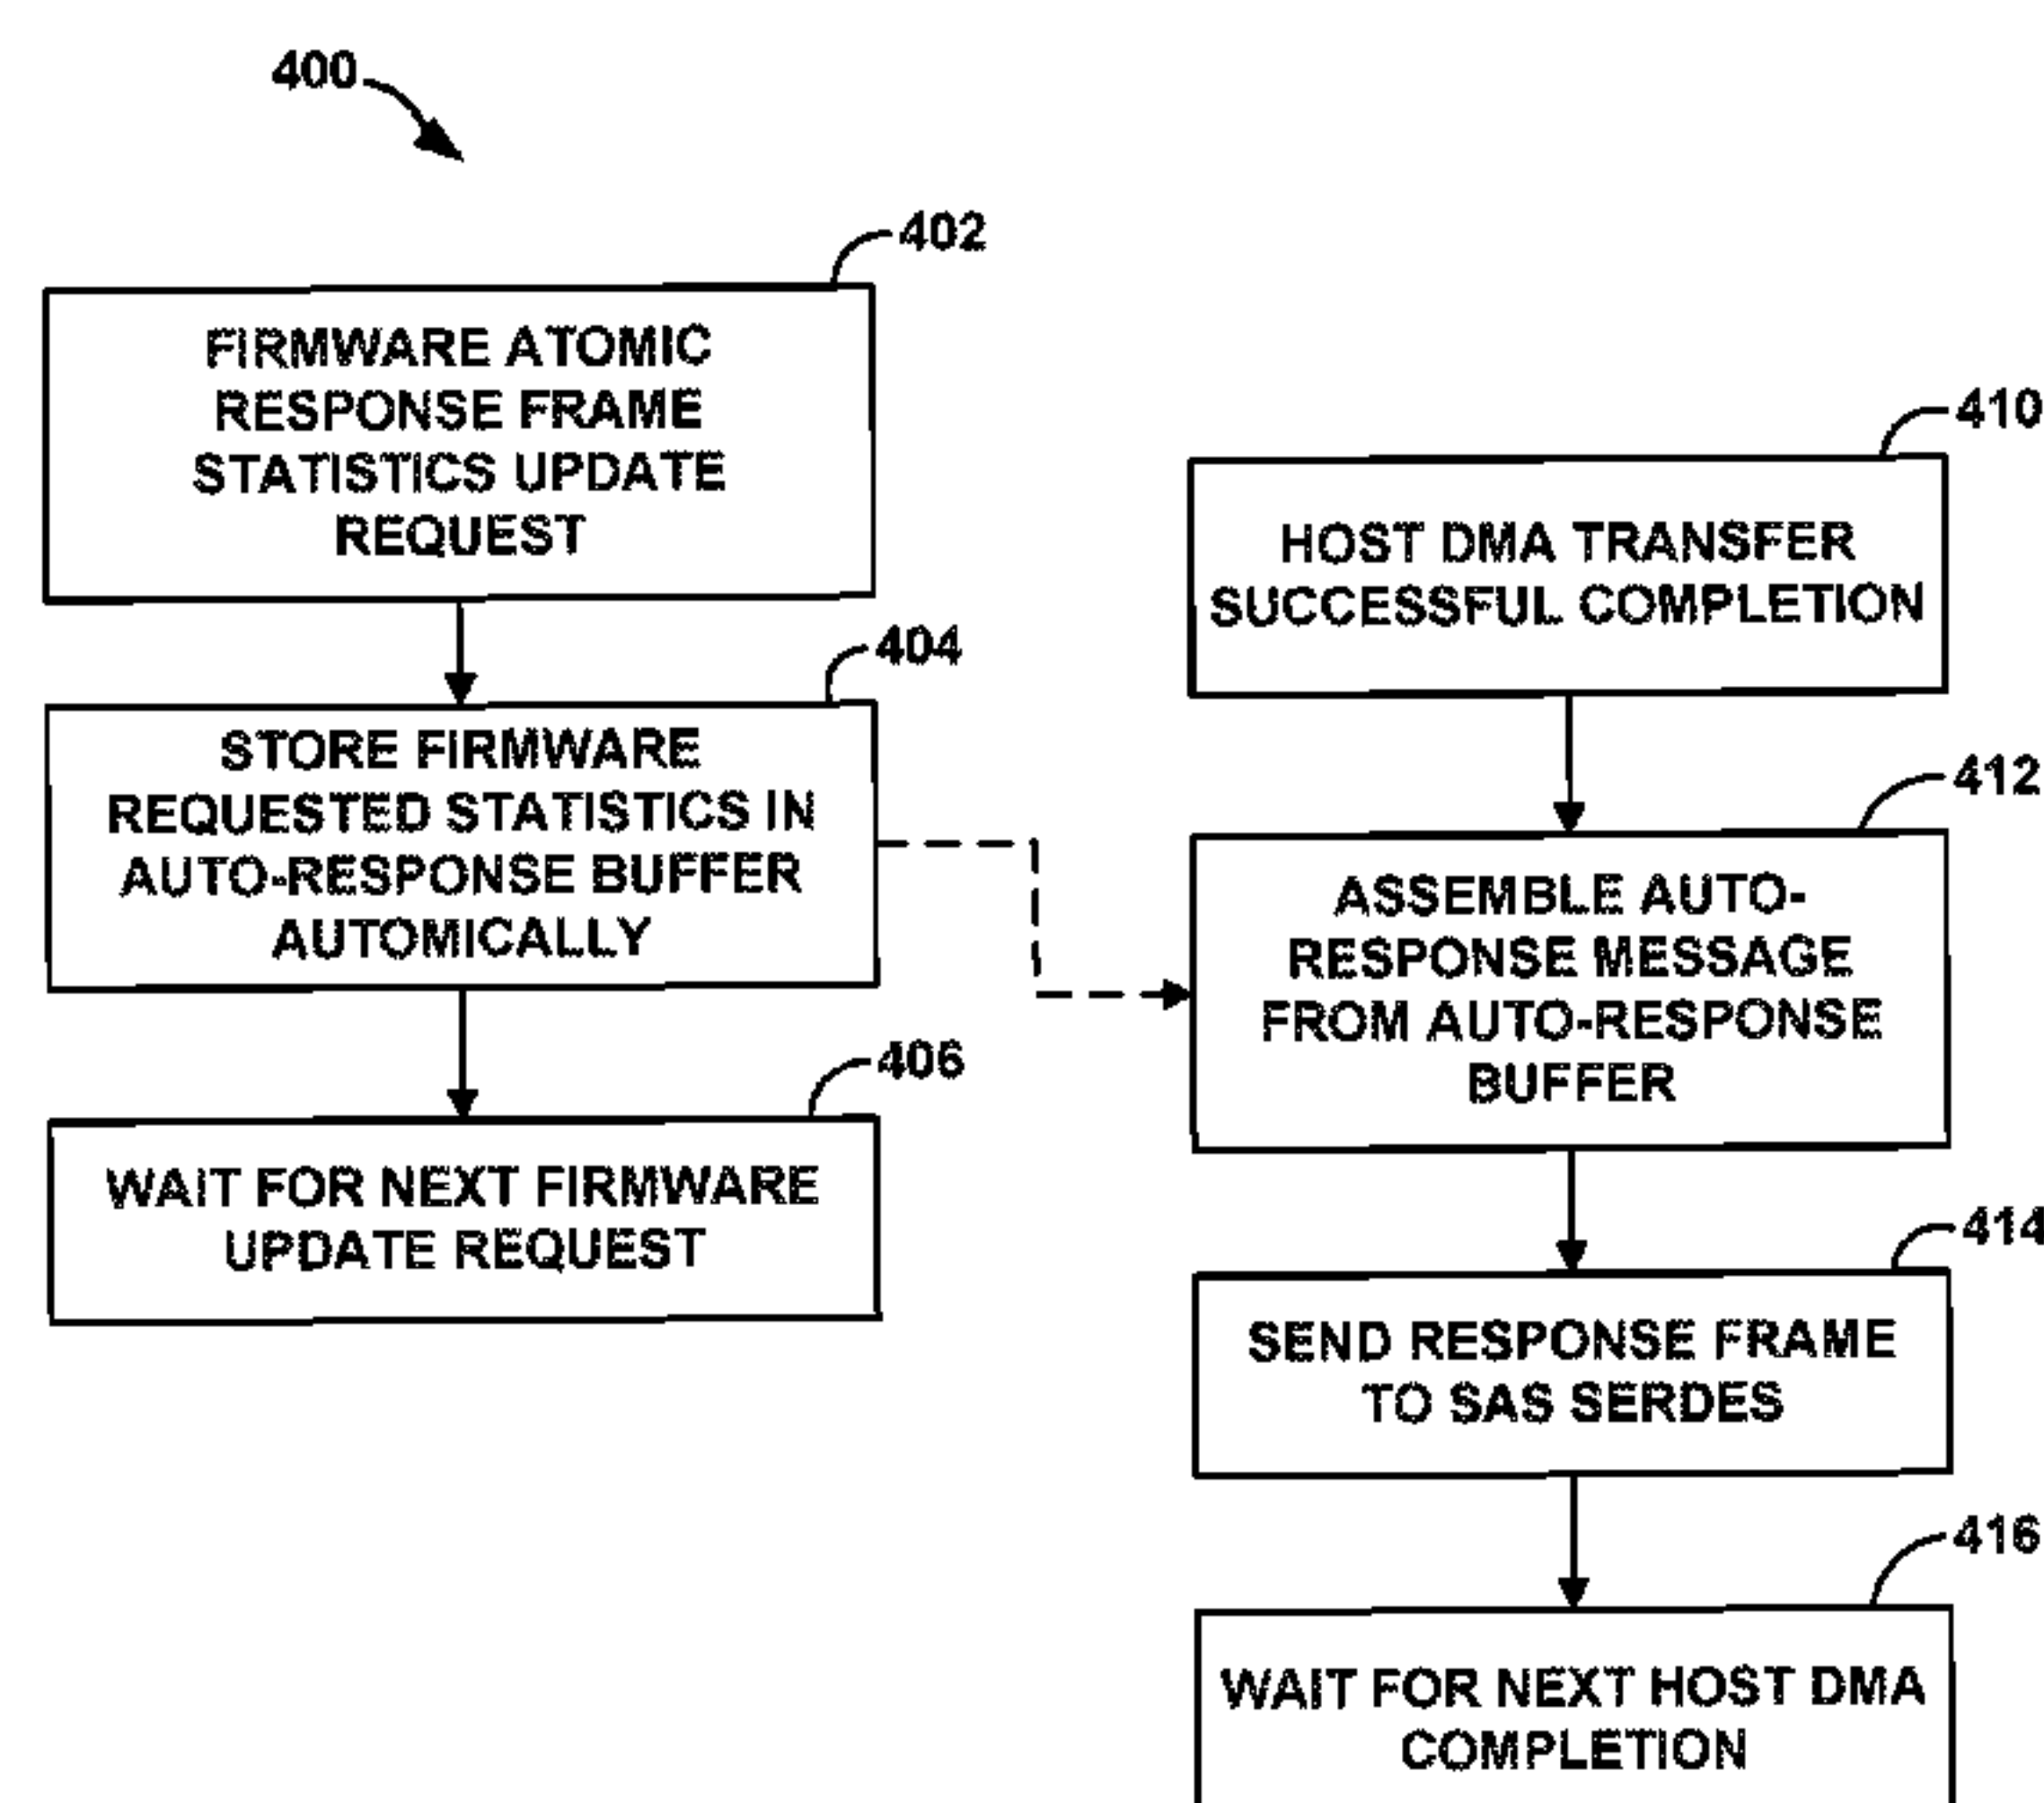 400
402
FIRMWARE ATOMIC
RESPONSE FRAME
STATISTICS UPDATE
REQUEST
404
STORE FIRMWARE
REQUESTED STATISTICS IN
AUTO-RESPONSE BUFFER
AUTOMICALLY
406
WAIT FOR NEXT FIRMWARE
UPDATE REQUEST
410
HOST DMA TRANSFER
SUCCESSFUL COMPLETION
412
ASSEMBLE AUTO-
RESPONSE MESSAGE
FROM AUTO-RESPONSE
BUFFER
414
SEND RESPONSE FRAME
TO SAS SERDES
416
WAIT FOR NEXT HOST DMA
COMPLETION